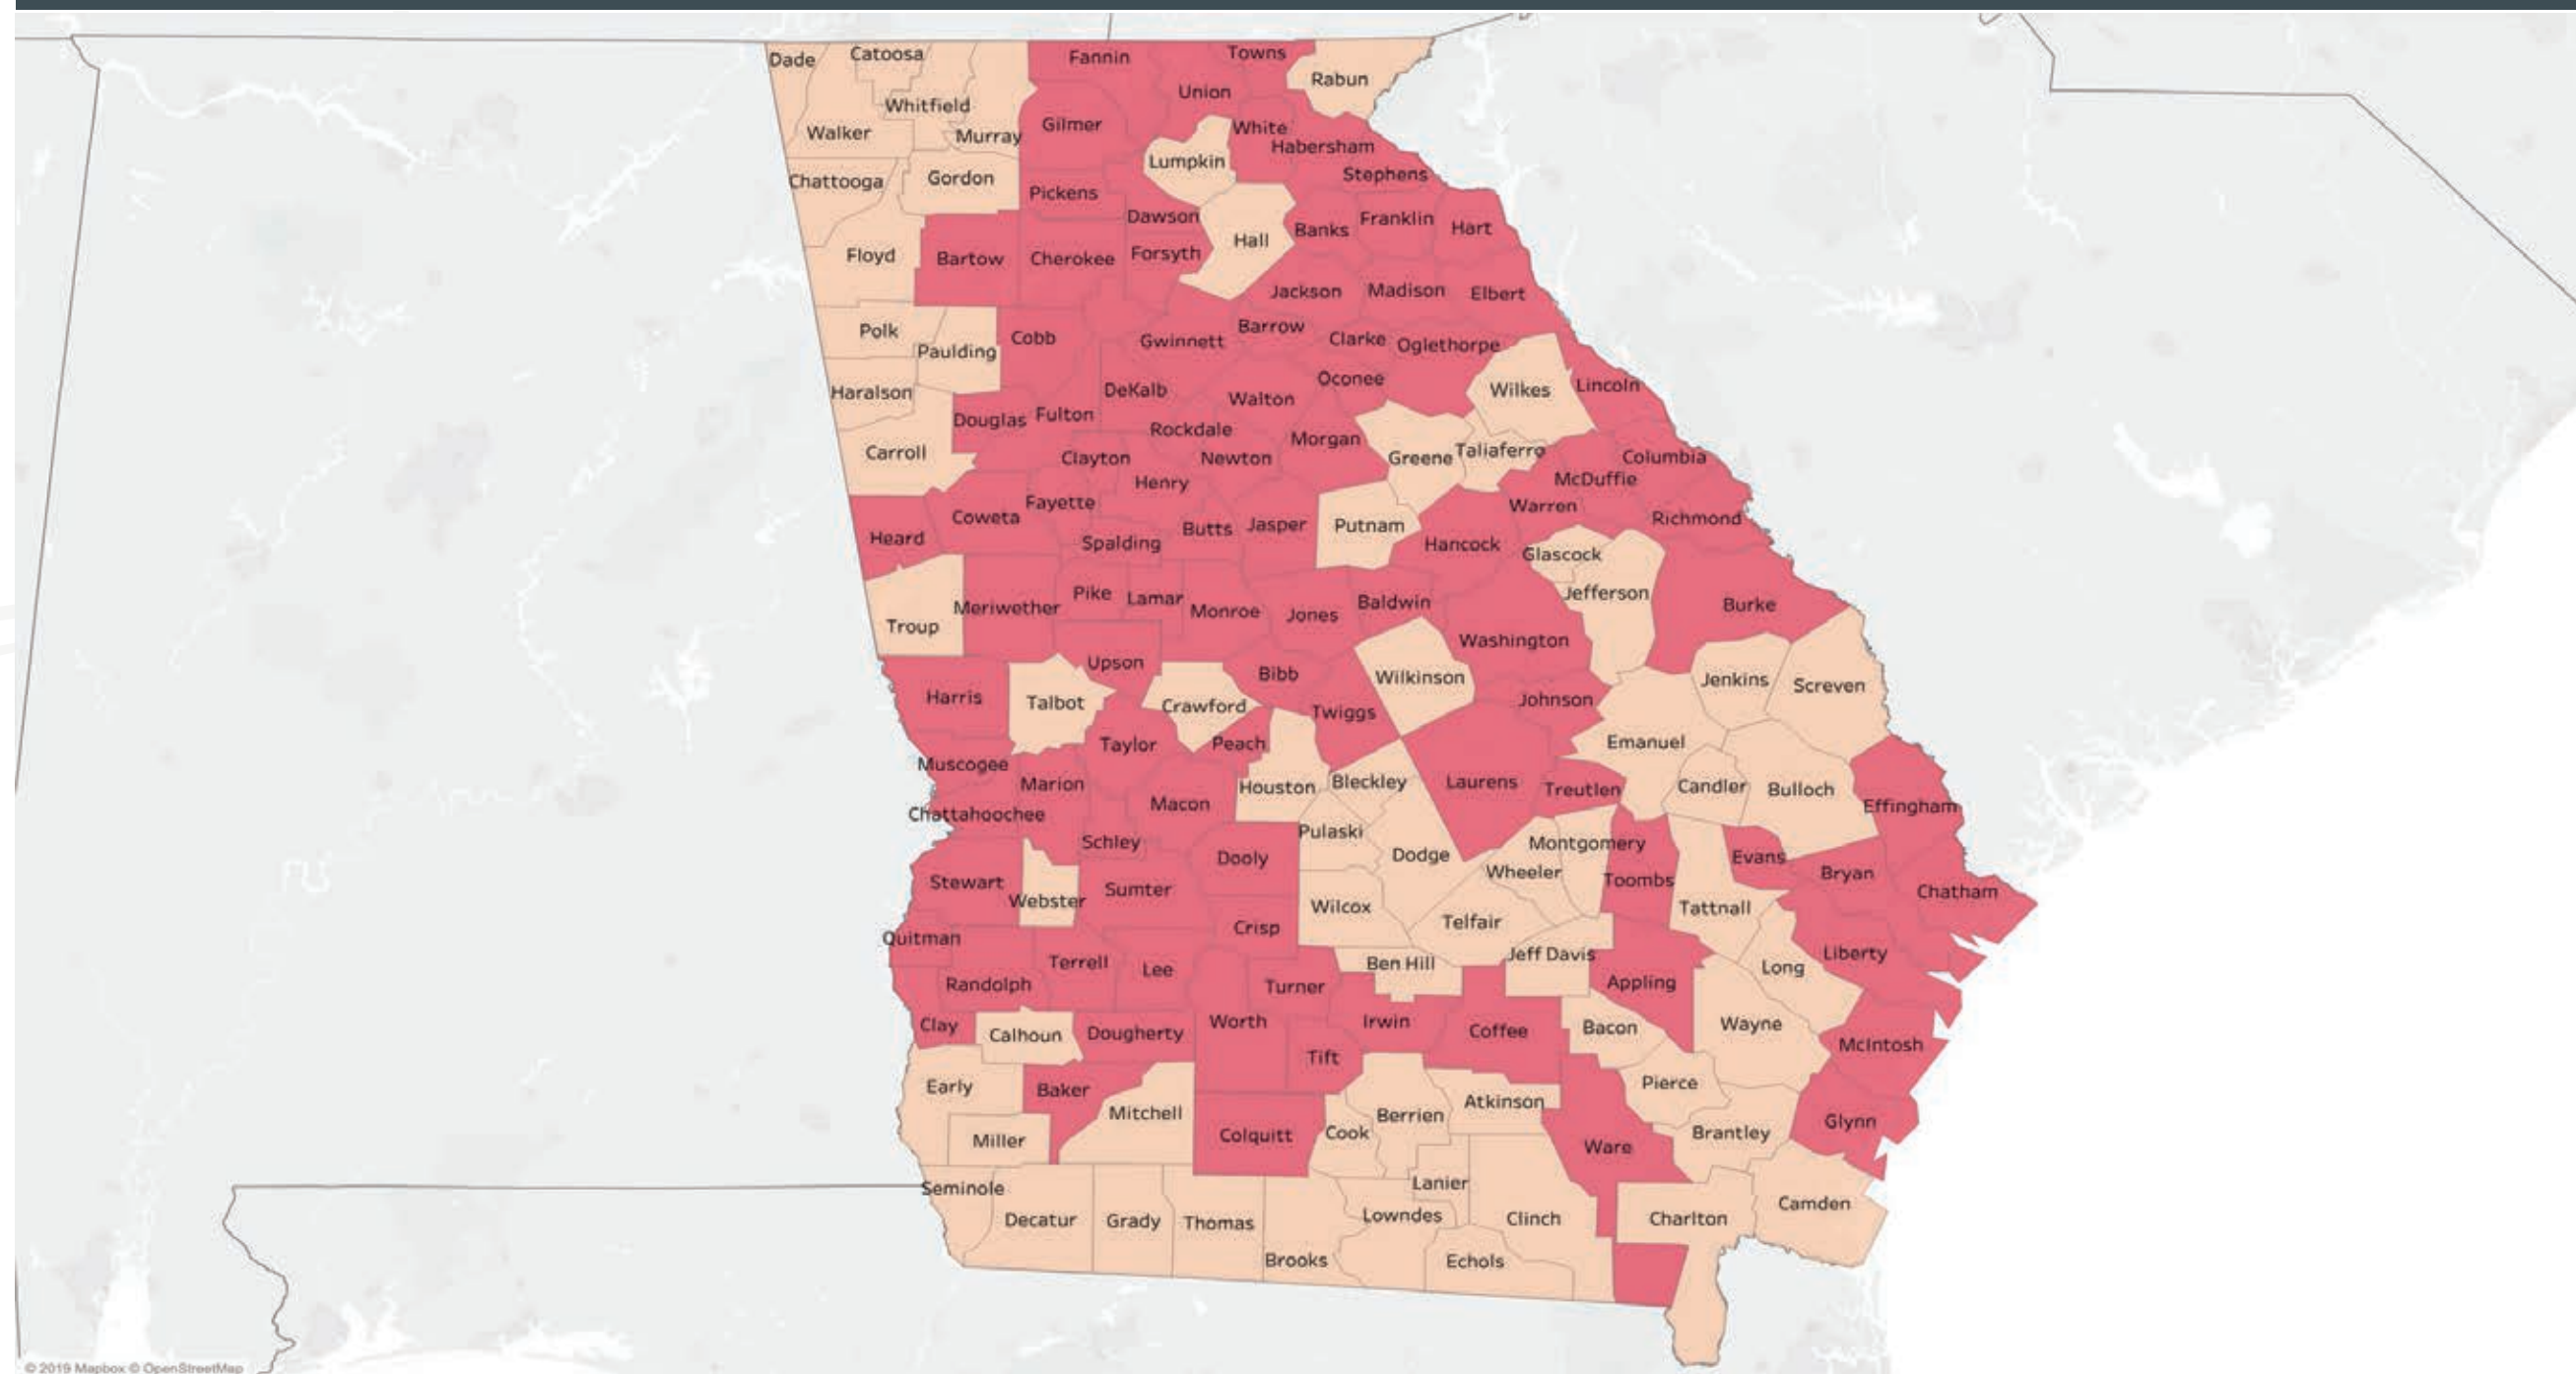 Dade
Catoosa
Fannin
Towns
Rabun
Union
Whitfield
Walker
Murray
Gilmer
White
Habersham
Lumpkin
Stephens
Chattooga
Gordon
Pickens
Dawson
Banks
Franklin
Hart
Hall
Floyd
Bartow
Cherokee
Forsyth
Jackson
Madison
Elbert
Polk
Paulding
Cobb
Gwinnett
Barrow
Clarke
Oglethorpe
Haralson
DeKalb
Walton
Oconee
Wilkes
Lincoln
Douglas
Fulton
Rockdale
Morgan
Carroll
Clayton
Newton
Greene
Taliaferro
Columbia
McDuffie
Henry
Heard
Coweta
Fayette
Spalding
Butts
Jasper
Putnam
Hancock
Warren
Richmond
Glascock
Jefferson
Burke
Troup
Meriwether
Pike
Lamar
Monroe
Jones
Baldwin
Washington
Upson
Bibb
Wilkinson
Jenkins
Screven
Harris
Talbot
Crawford
Twiggs
Johnson
Taylor
Peach
Emanuel
Muscogee
Marion
Macon
Houston
Bleckley
Laurens
Treutlen
Candler
Bulloch
Effingham
Chattahoochee
Schley
Dooly
Pulaski
Dodge
Montgomery
Wheeler
Toombs
Evans
Bryan
Chatham
Stewart
Webster
Sumter
Crisp
Wilcox
Telfair
Tattnall
Quitman
Randolph
Terrell
Lee
Turner
Ben Hill
Jeff Davis
Appling
Long
Liberty
Clay
Calhoun
Dougherty
Worth
Irwin
Coffee
Bacon
Wayne
McIntosh
Tift
Early
Baker
Mitchell
Colquitt
Cook
Berrien
Atkinson
Pierce
Brantley
Glynn
Miller
Ware
Seminole
Decatur
Grady
Thomas
Brooks
Lowndes
Lanier
Echols
Clinch
Charlton
Camden
© 2019 Mapbox © OpenStreetMap